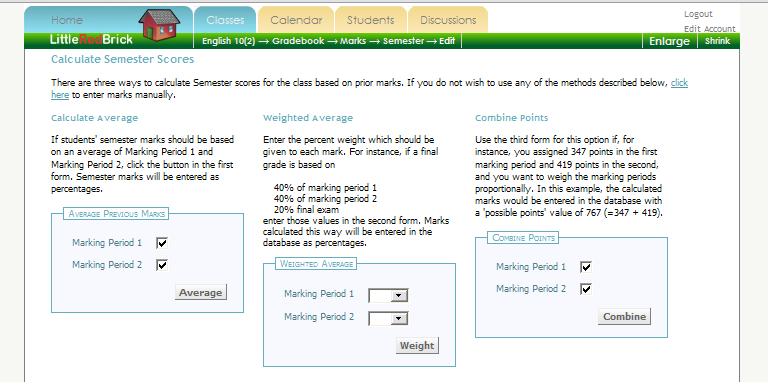 Home
Classes
Calendar
Students
Discussions
Logout
Edit Account
LittleRedBrick
English 10(2) → Gradebook → Marks → Semester → Edit
Enlarge
Shrink
Calculate Semester Scores
There are three ways to calculate Semester scores for the class based on prior marks. If you do not wish to use any of the methods described below, click
here to enter marks manually.
Calculate Average
If students' semester marks should be based
on an average of Marking Period 1 and
Marking Period 2, click the button in the first
form. Semester marks will be entered as
percentages.
AVERAGE PREVIOUS MARKS
Marking Period 1
Marking Period 2
Average
Weighted Average
Enter the percent weight which should be
given to each mark. For instance, if a final
grade is based on
40% of marking period 1
40% of marking period 2
20% final exam
enter those values in the second form. Marks
calculated this way will be entered in the
database as percentages.
WEIGHTED AVERAGE
Marking Period 1
Marking Period 2
Weight
Combine Points
Use the third form for this option if, for
instance, you assigned 347 points in the first
marking period and 419 points in the second,
and you want to weigh the marking periods
proportionally. In this example, the calculated
marks would be entered in the database with
a 'possible points' value of 767 (=347 + 419).
COMBINE POINTS
Marking Period 1
Marking Period 2
Combine